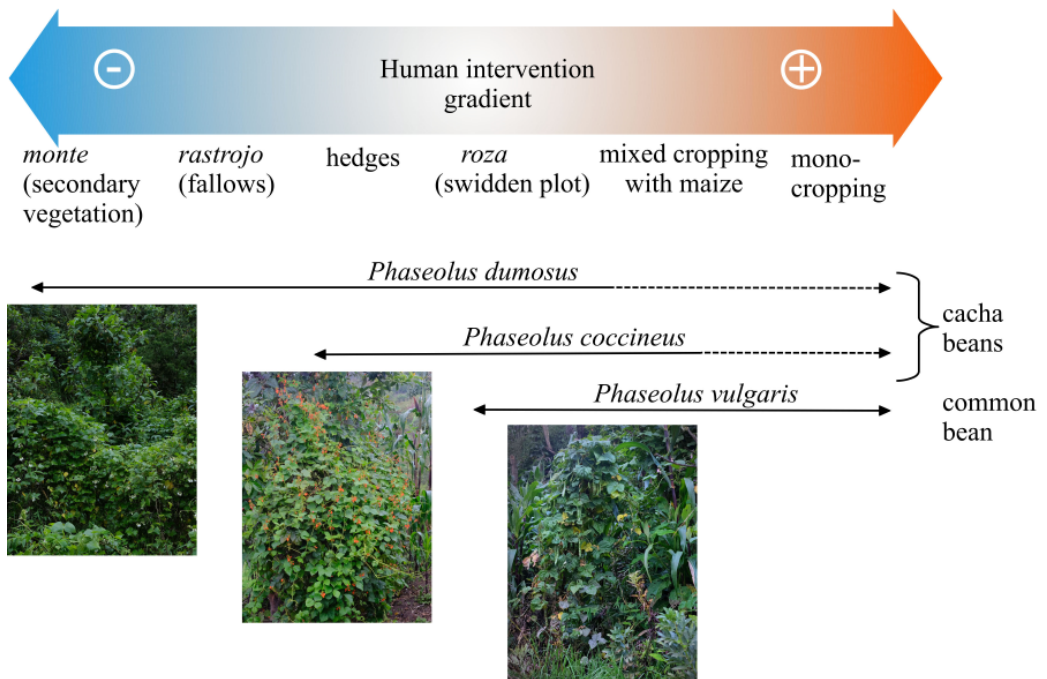 -
Human intervention
gradient
+
monte
(secondary
vegetation)
rastrojo
(fallows)
hedges
roza
(swidden plot)
mixed cropping
with maize
mono-
cropping
Phaseolus dumosus
Phaseolus coccineus
cacha
beans
Phaseolus vulgaris
common
bean